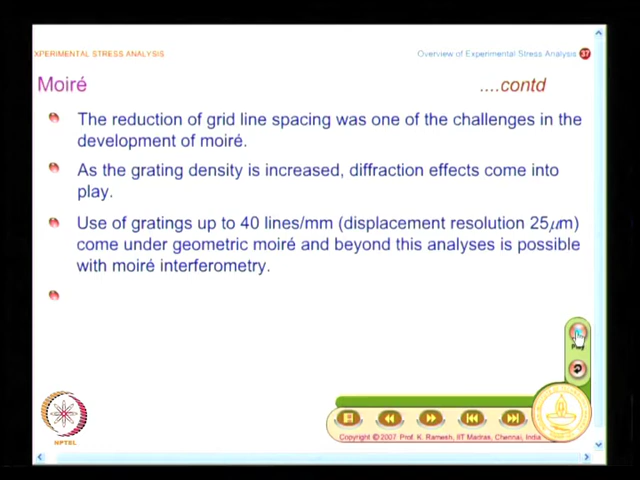 XPERIMENTAL STRESS ANALYSIS
Overview of Experimental Stress Analysis 37
Moiré
....contd
The reduction of grid line spacing was one of the challenges in the
development of moiré.
As the grating density is increased, diffraction effects come into
play.
Use of gratings up to 40 lines/mm (displacement resolution 25μm)
come under geometric moiré and beyond this analyses is possible
with moiré interferometry.
Play
NPTEL
Copyright © 2007 Prof. K. Ramesh, IIT Madras, Chennai, India